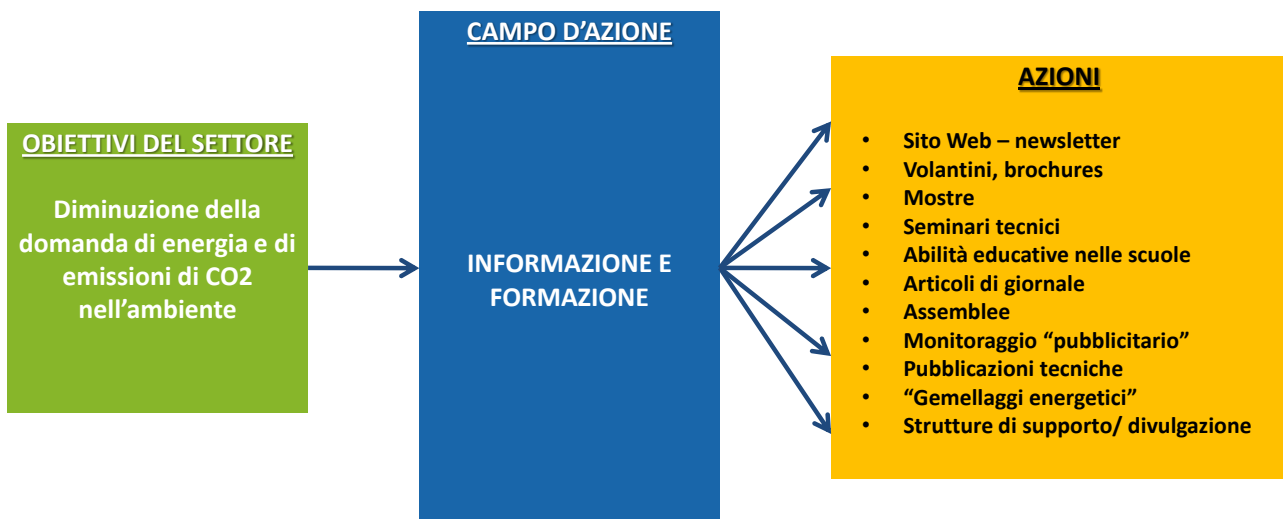 OBIETTIVI DEL SETTORE
Diminuzione della
domanda di energia e di
emissioni di CO2
nell'ambiente
CAMPO D'AZIONE
INFORMAZIONE E
FORMAZIONE
AZIONI
• Sito Web – newsletter
• Volantini, brochures
• Mostre
• Seminari tecnici
• Abilità educative nelle scuole
• Articoli di giornale
• Assemblee
• Monitoraggio “pubblicitario”
• Pubblicazioni tecniche
• “Gemellaggi energetici”
• Strutture di supporto/ divulgazione